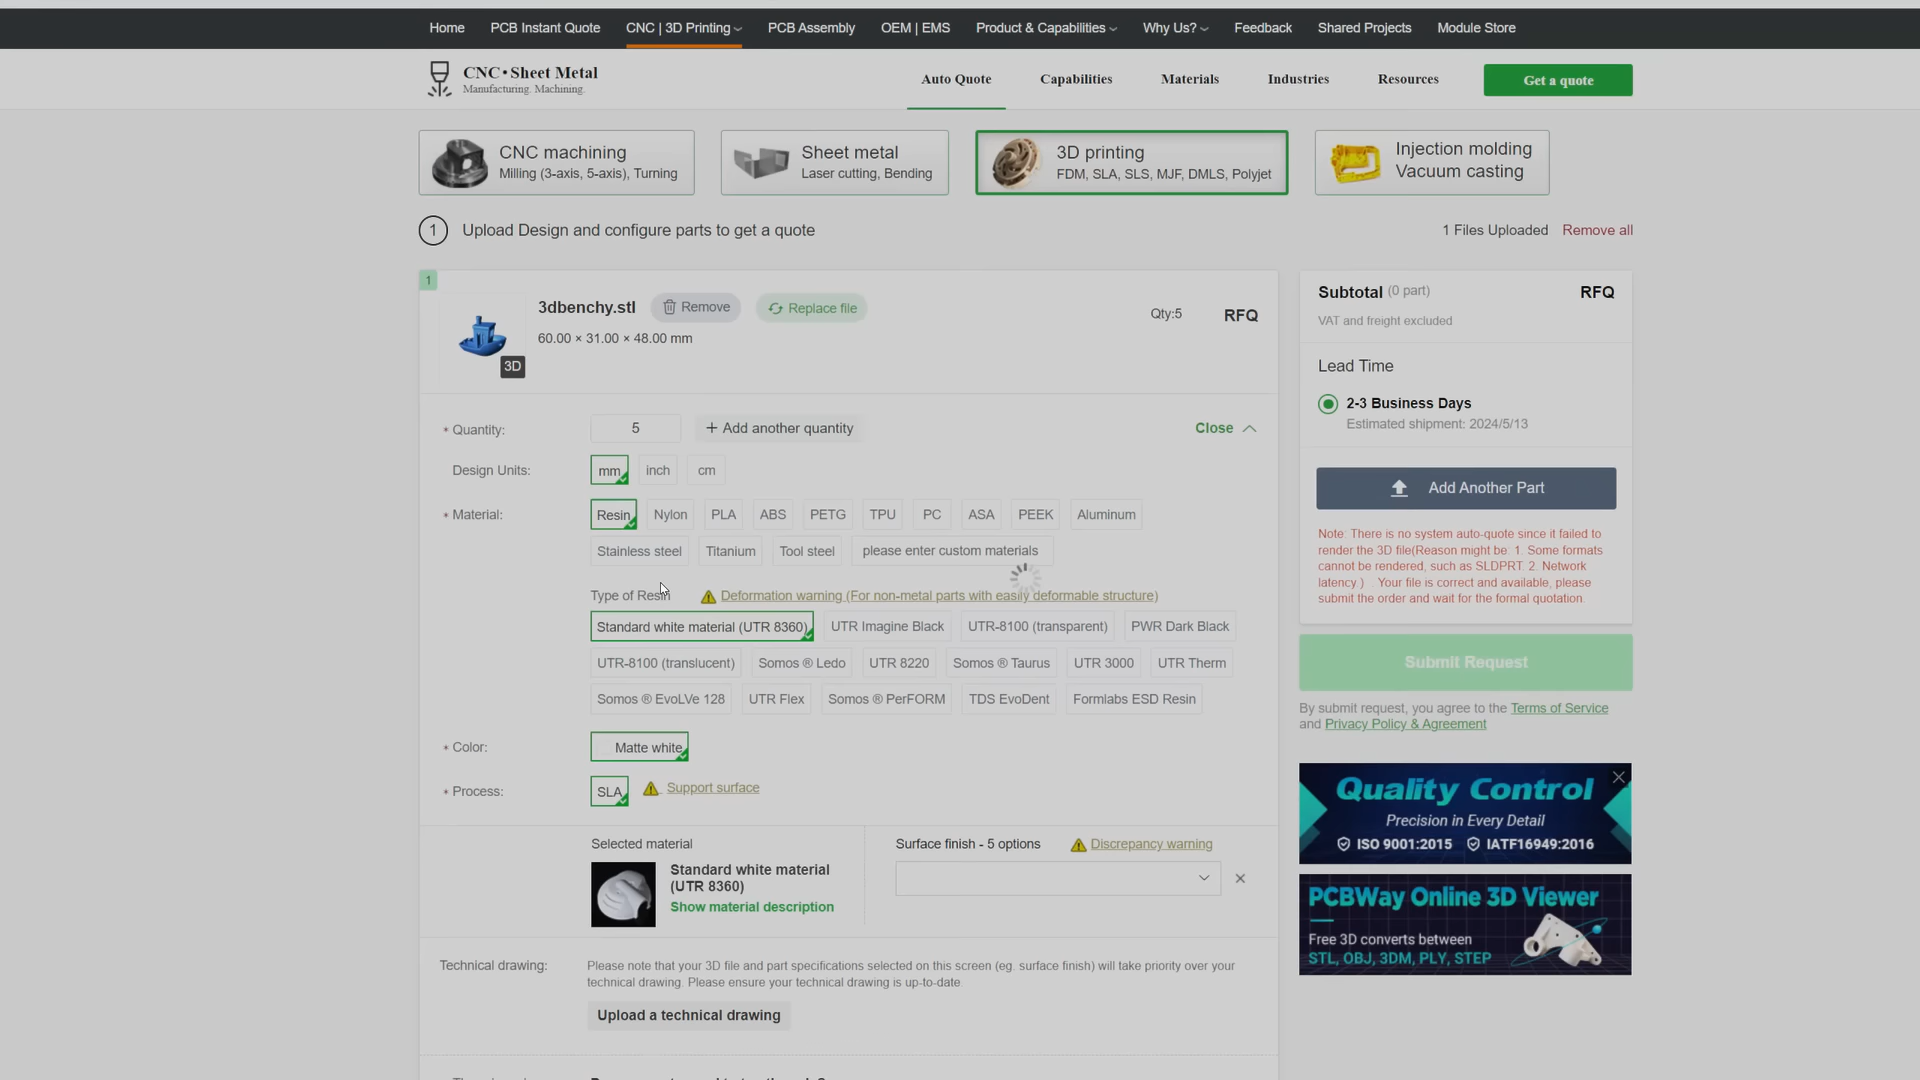 Home PCB Instant Quote CNC | 3D Printing PCB Assembly OEM | EMS Product & Capabilities Why Us? Feedback Shared Projects Module Store
CNC • Sheet Metal
Manufacturing. Machining.
Auto Quote Capabilities Materials Industries Resources Get a quote
CNC machining
Milling (3-axis, 5-axis), Turning
Sheet metal
Laser cutting, Bending
3D printing
FDM, SLA, SLS, MJF, DMLS, Polyjet
Injection molding
Vacuum casting
1 Upload Design and configure parts to get a quote
1 Files Uploaded Remove all
1
3dbenchy.stl Remove Replace file
60.00 × 31.00 × 48.00 mm
3D
Qty:5 RFQ
* Quantity: 5 + Add another quantity Close
Design Units: mm inch cm
* Material: Resin Nylon PLA ABS PETG TPU PC ASA PEEK Aluminum
Stainless steel Titanium Tool steel please enter custom materials
Type of Resin Deformation warning (For non-metal parts with easily deformable structure)
Standard white material (UTR 8360) UTR Imagine Black UTR-8100 (transparent) PWR Dark Black
UTR-8100 (translucent) Somos ® Ledo UTR 8220 Somos ® Taurus UTR 3000 UTR Therm
Somos ® EvoLVe 128 UTR Flex Somos ® PerFORM TDS EvoDent Formlabs ESD Resin
* Color: Matte white
* Process: SLA Support surface
Selected material
Standard white material
(UTR 8360)
Show material description
Surface finish - 5 options Discrepancy warning
Technical drawing: Please note that your 3D file and part specifications selected on this screen (eg. surface finish) will take priority over your
technical drawing. Please ensure your technical drawing is up-to-date.
Upload a technical drawing
Subtotal (0 part) RFQ
VAT and freight excluded
Lead Time
2-3 Business Days
Estimated shipment: 2024/5/13
Add Another Part
Note: There is no system auto-quote since it failed to
render the 3D file(Reason might be: 1. Some formats
cannot be rendered, such as SLDPRT. 2. Network
latency.) . Your file is correct and available, please
submit the order and wait for the formal quotation.
Submit Request
By submit request, you agree to the Terms of Service
and Privacy Policy & Agreement
Quality Control
Precision in Every Detail
ISO 9001:2015 IATF16949:2016
PCBWay Online 3D Viewer
Free 3D converts between
STL, OBJ, 3DM, PLY, STEP